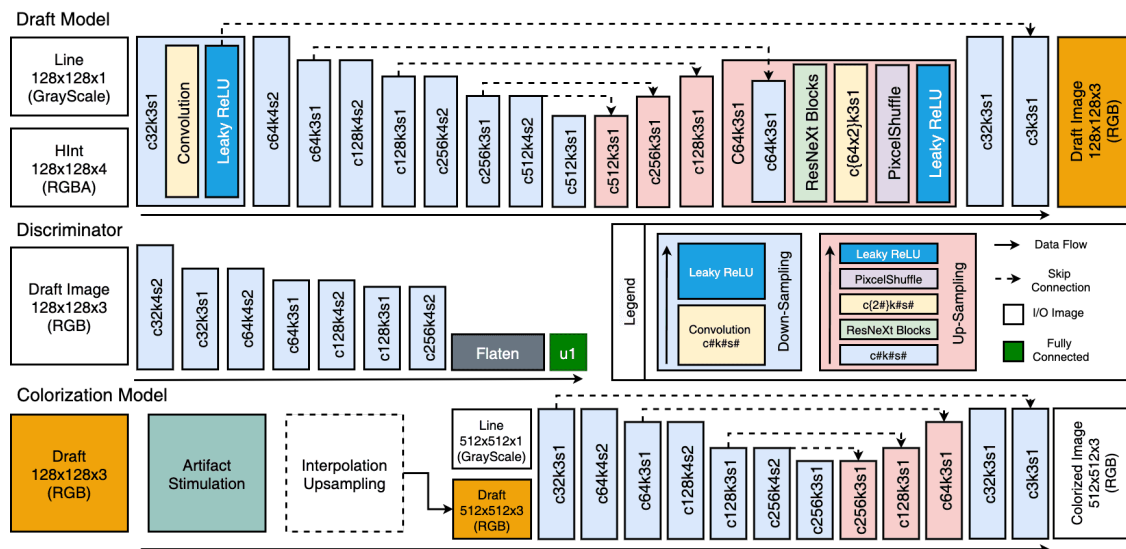 Draft Model
Line
128x128x1
(GrayScale)
HInt
128x128x4
(RGBA)
c32k3s1
Convolution
Leaky ReLU
c64k4s2
c64k3s1
c128k4s2
c128k3s1
c256k4s2
c256k3s1
c512k4s2
c512k3s1
c512k3s1
c256k3s1
c128k3s1
C64k3s1
c64k3s1
ResNeXt Blocks
c{64x2}k3s1
PixcelShuffle
Leaky ReLU
c32k3s1
c3k3s1
Draft Image
128x128x3
(RGB)
Discriminator
Draft Image
128x128x3
(RGB)
c32k4s2
c32k3s1
c64k4s2
c64k3s1
c128k4s2
c128k3s1
c256k4s2
Flaten
u1
Legend
Leaky ReLU
Convolution
c#k#s#
Down-Sampling
Leaky ReLU
PixcelShuffle
c{2#}k#s#
ResNeXt Blocks
c#k#s#
Up-Sampling
Data Flow
Skip
Connection
I/O Image
Fully
Connected
Colorization Model
Draft
128x128x3
(RGB)
Artifact
Stimulation
Interpolation
Upsampling
Line
512x512x1
(GrayScale)
Draft
512x512x3
(RGB)
c32k3s1
c64k4s2
c64k3s1
c128k4s2
c128k3s1
c256k4s2
c256k3s1
c256k3s1
c128k3s1
c64k3s1
c32k3s1
c3k3s1
Colorized Image
512x512x3
(RGB)